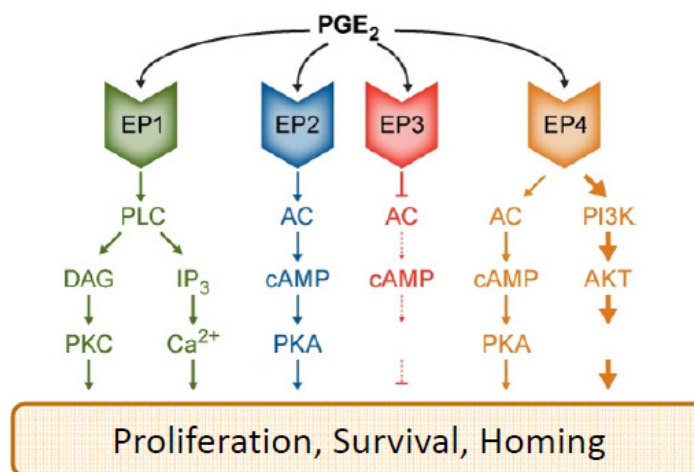 PGE₂
EP1 EP2 EP3 EP4
PLC AC AC AC PI3K
DAG IP₃ cAMP cAMP cAMP AKT
PKC Ca²⁺ PKA PKA
Proliferation, Survival, Homing